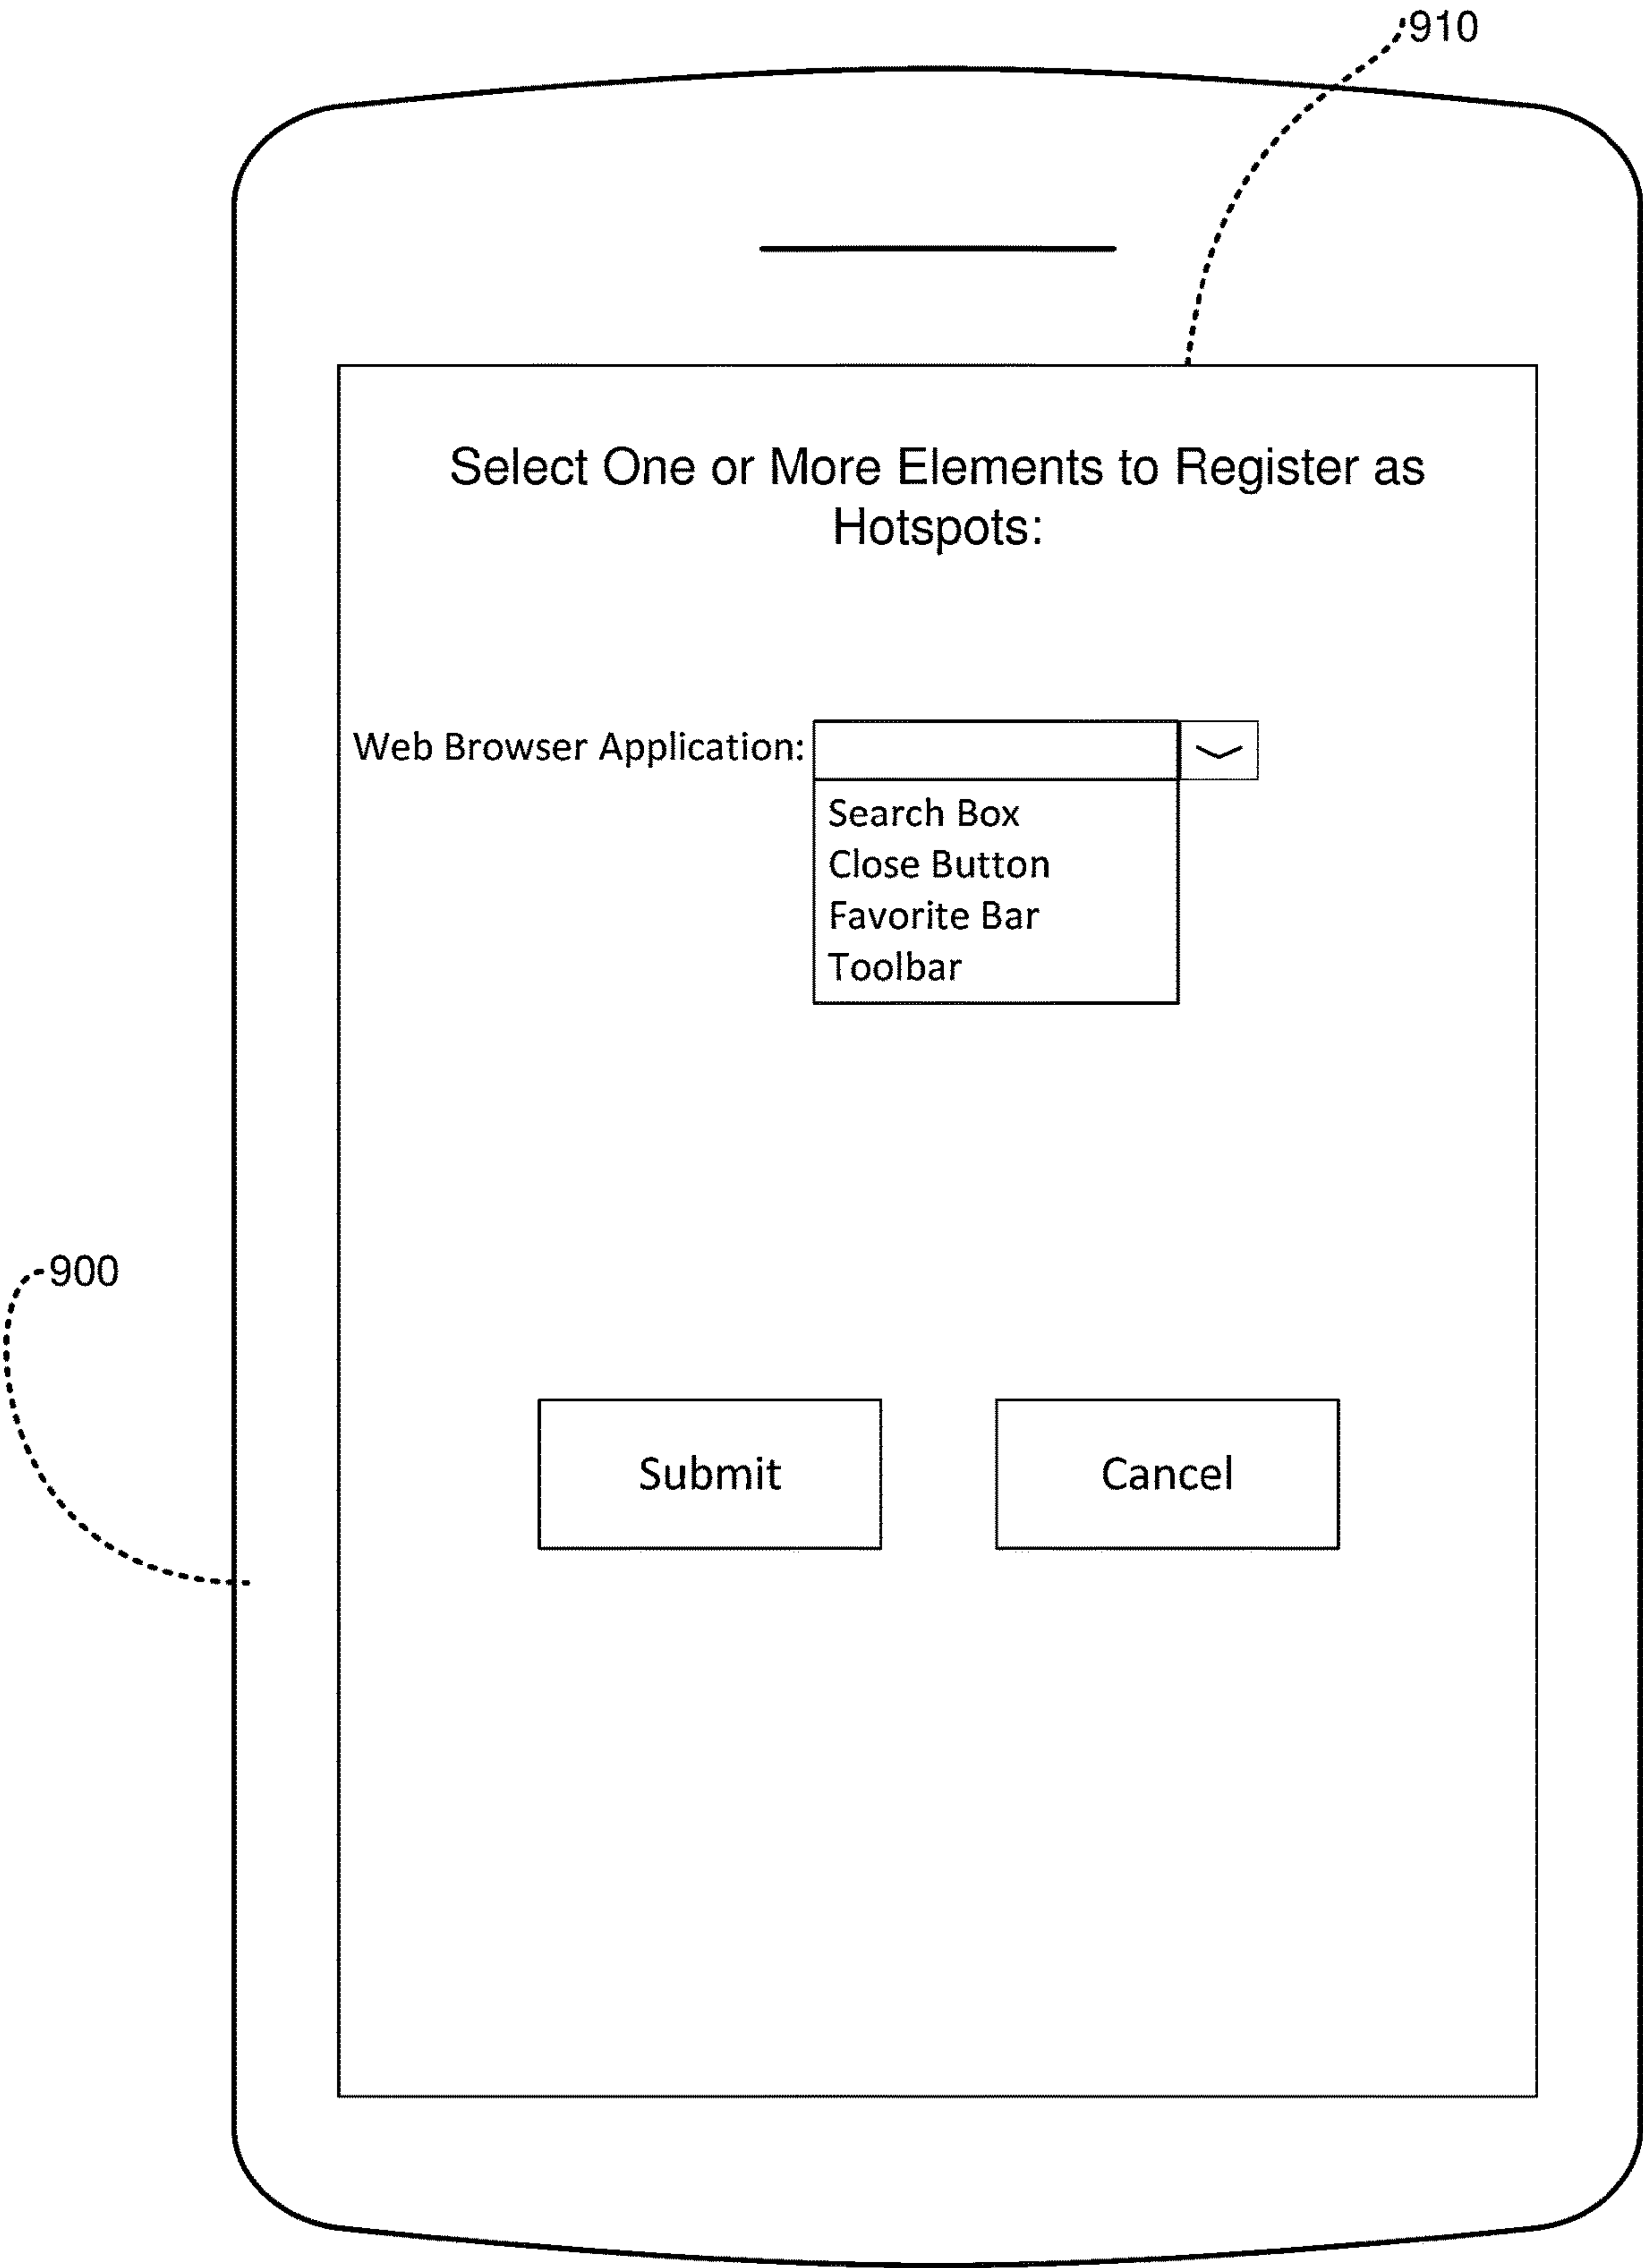 910
Select One or More Elements to Register as
Hotspots:
Web Browser Application:
Search Box
Close Button
Favorite Bar
Toolbar
900
Submit
Cancel